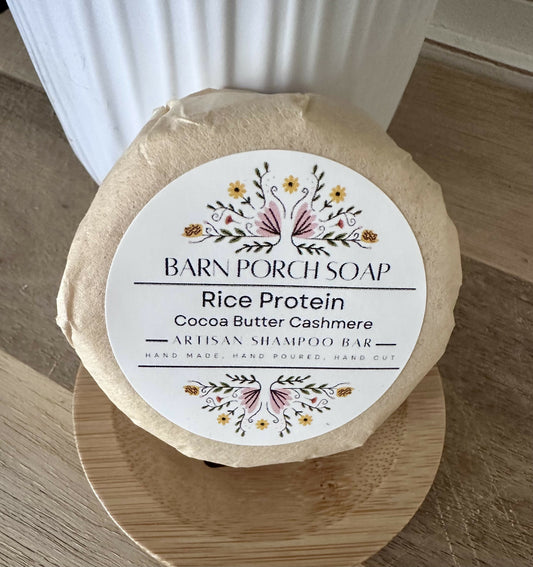 BARN PORCH SOAP
Rice Protein
Cocoa Butter Cashmere
ARTISAN SHAMPOO BAR
HAND MADE, HAND POURED, HAND CUT